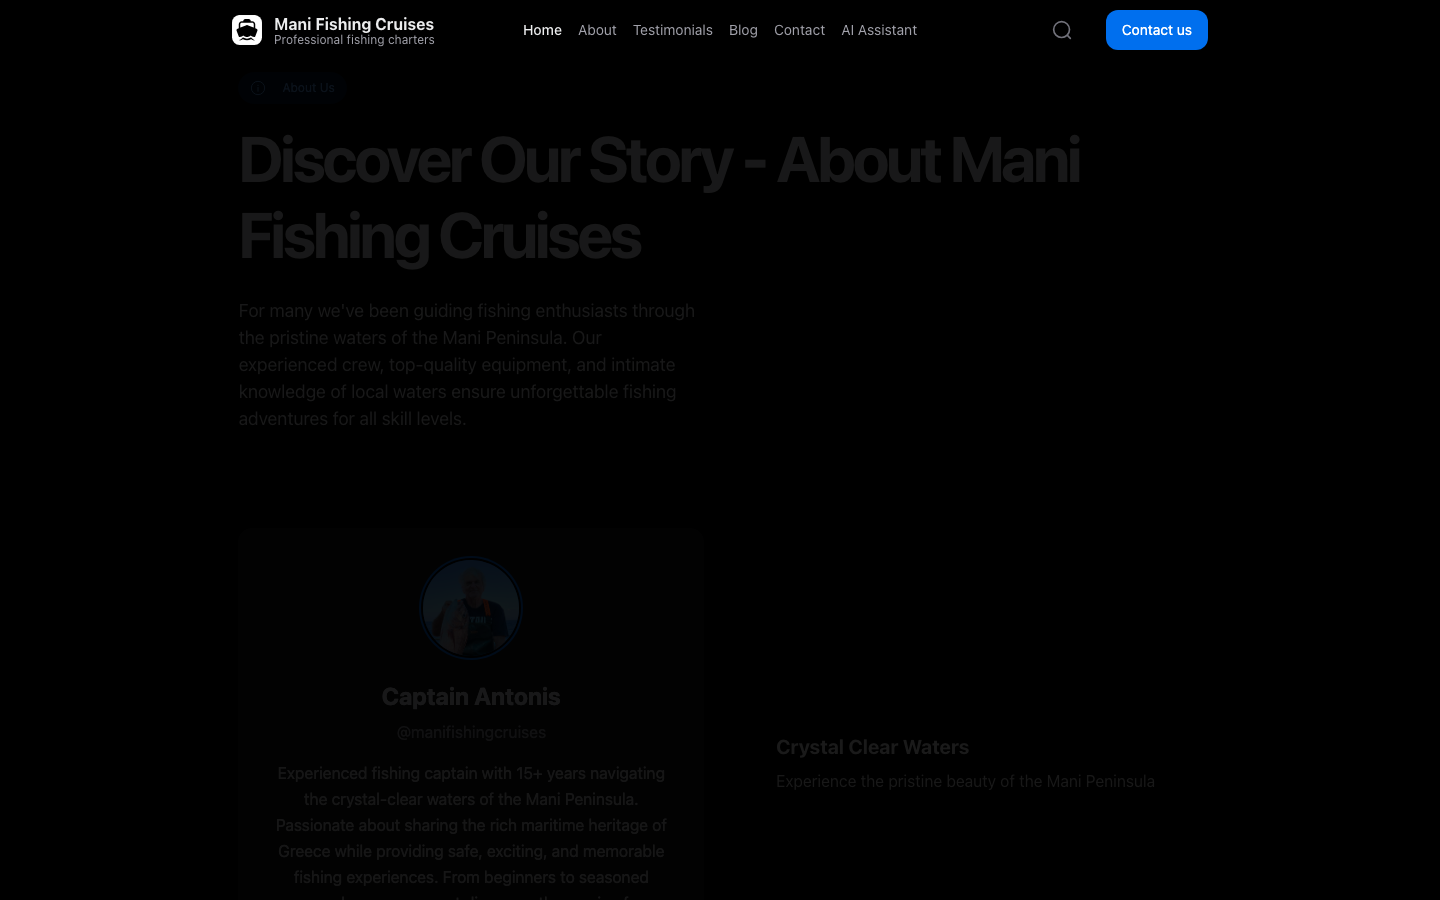 Mani Fishing Cruises
Professional fishing charters
Home
About
Testimonials
Blog
Contact
AI Assistant
Contact us
About Us
Discover Our Story - About Mani
Fishing Cruises
For many we've been guiding fishing enthusiasts through
the pristine waters of the Mani Peninsula. Our
experienced crew, top-quality equipment, and intimate
knowledge of local waters ensure unforgettable fishing
adventures for all skill levels.
Captain Antonis
@manifishingcruises
Experienced fishing captain with 15+ years navigating
the crystal-clear waters of the Mani Peninsula.
Passionate about sharing the rich maritime heritage of
Greece while providing safe, exciting, and memorable
fishing experiences. From beginners to seasoned
Crystal Clear Waters
Experience the pristine beauty of the Mani Peninsula